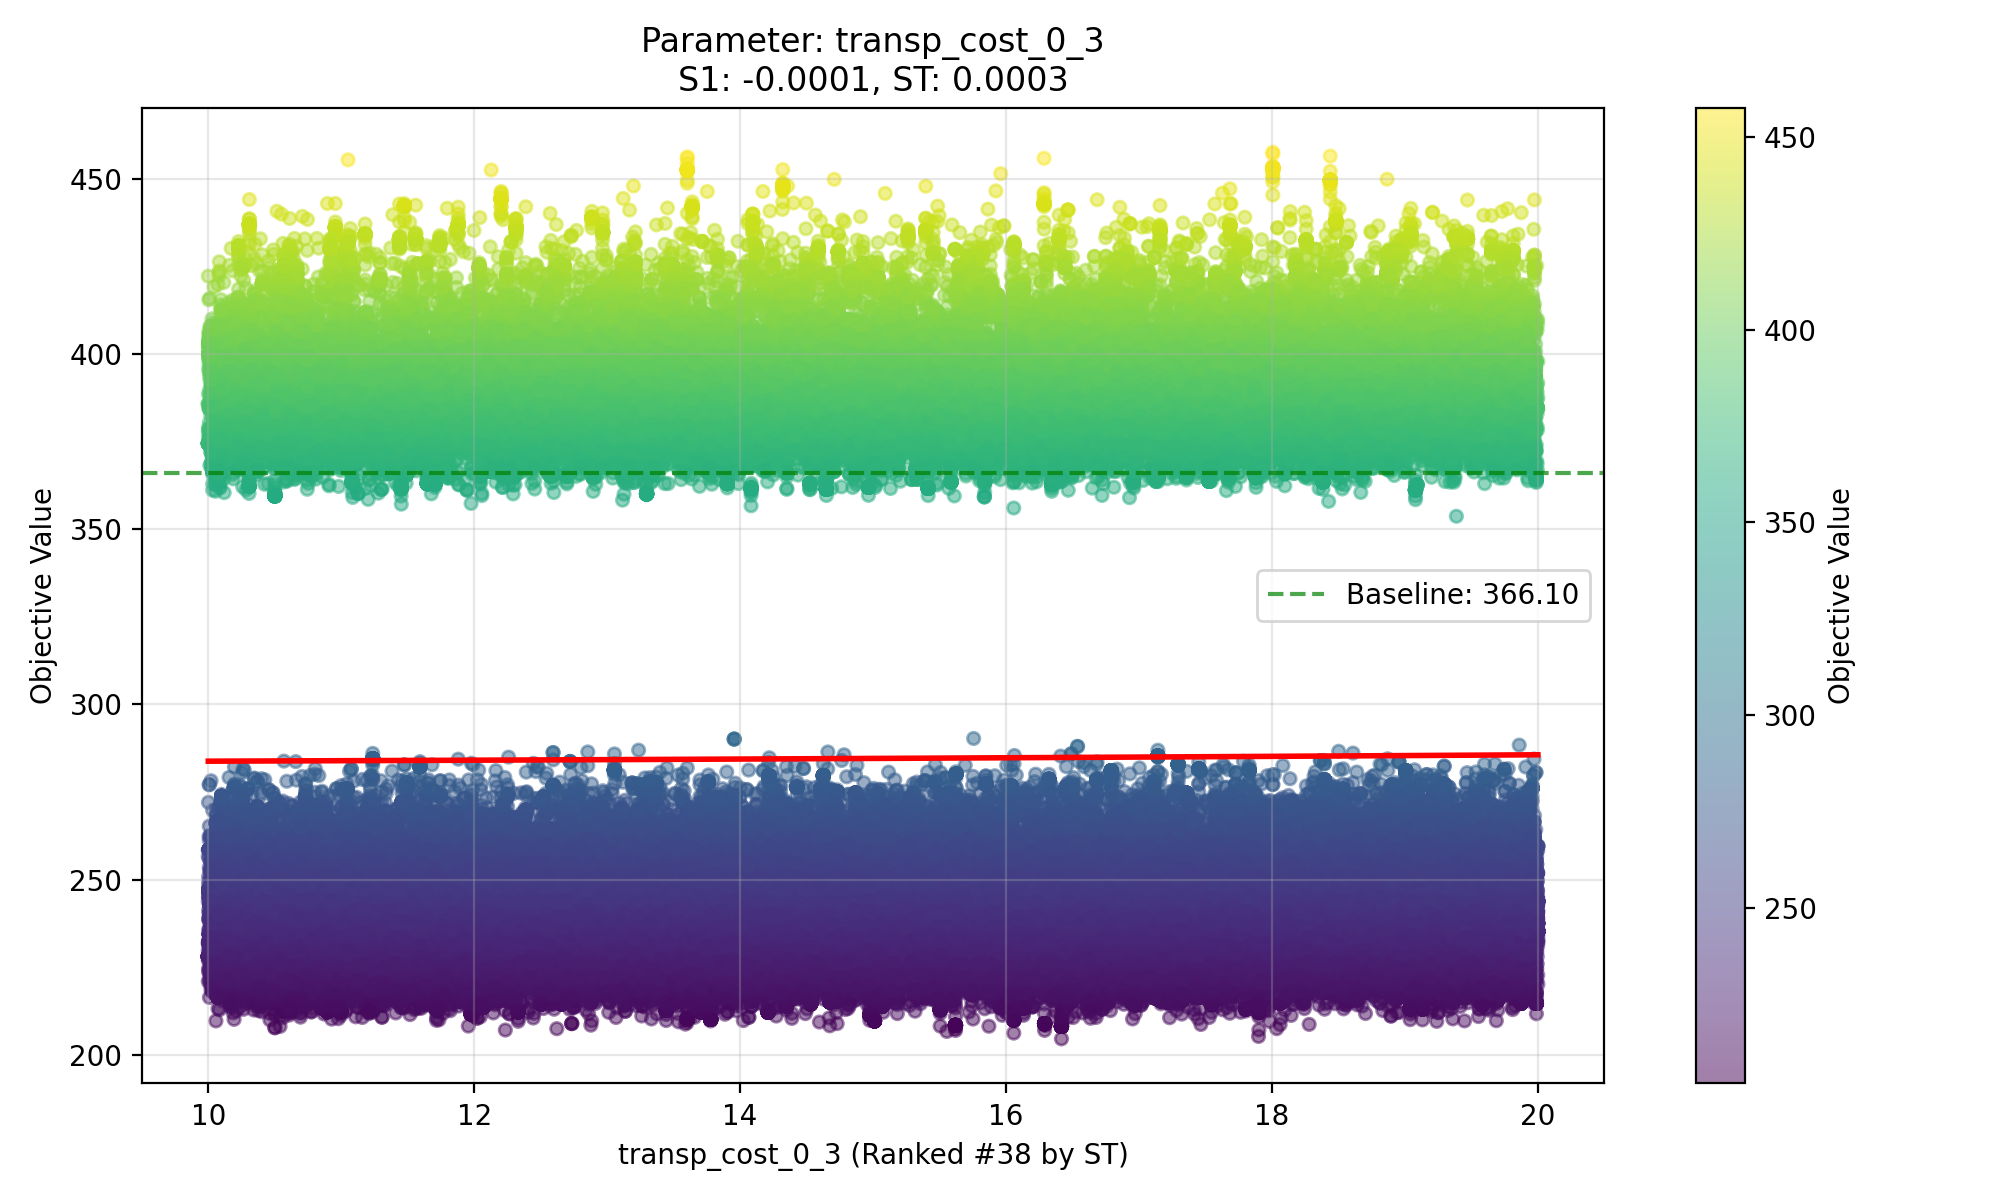 Parameter: transp_cost_0_3
S1: -0.0001, ST: 0.0003
Objective Value
450
400
350
300
250
200
Baseline: 366.10
10 12 14 16 18 20
transp_cost_0_3 (Ranked #38 by ST)
450
400
350
300
250
Objective Value